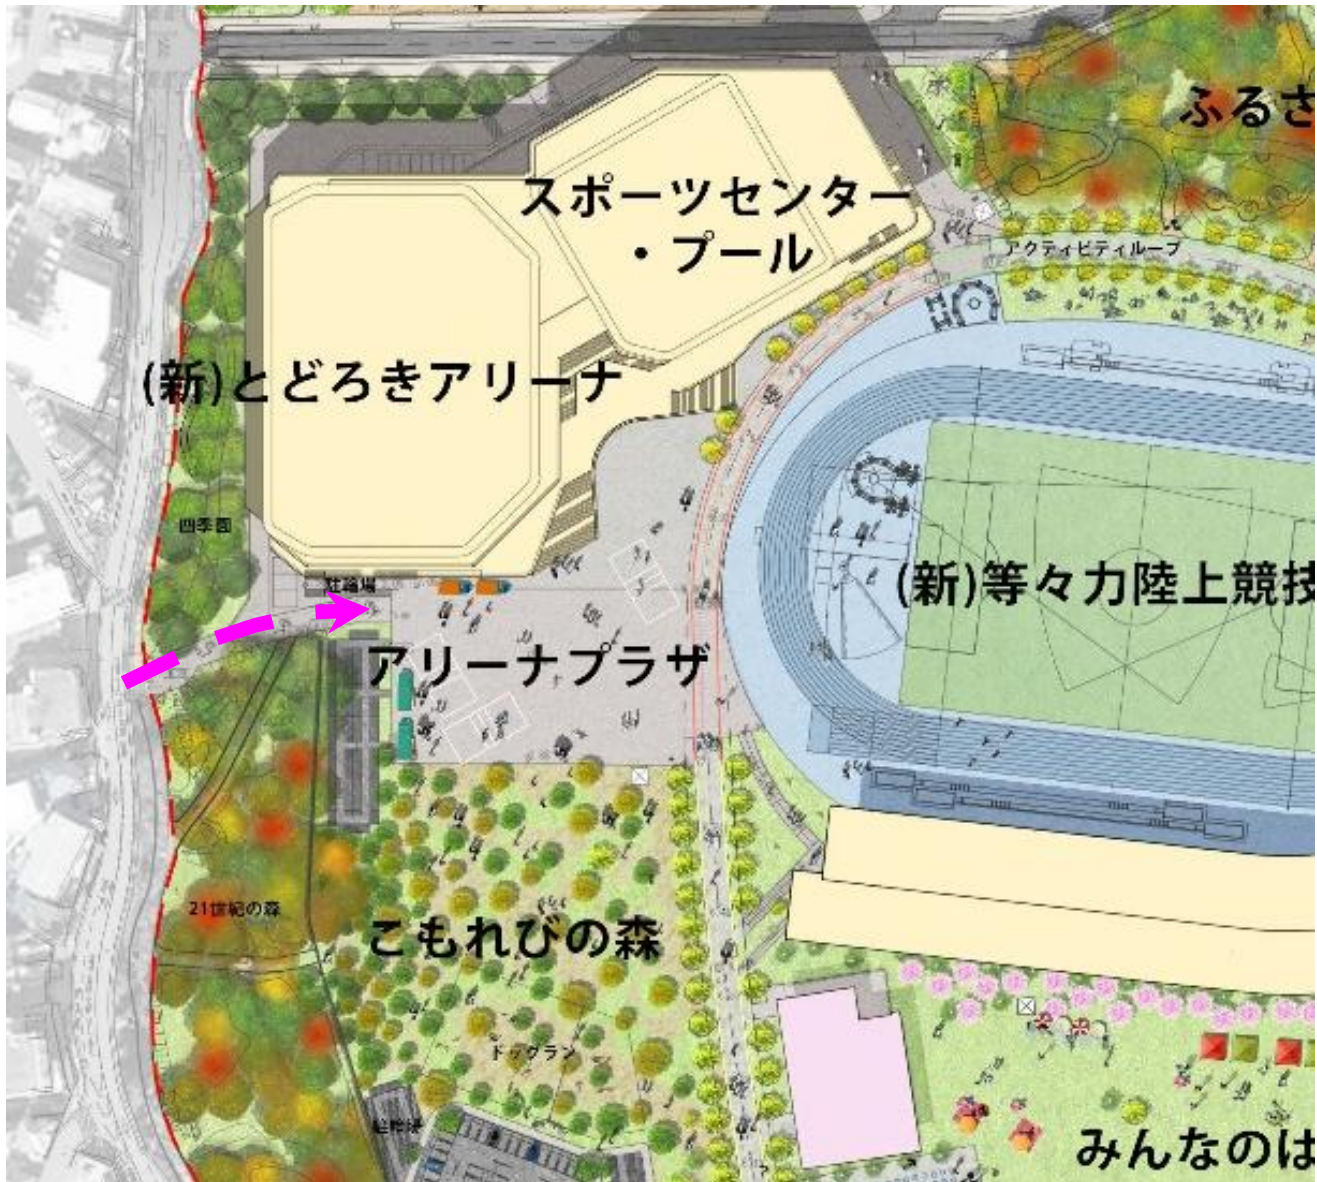 ふるさ
スポーツセンター
・プール
アクティビティループ
(新)とどろきアリーナ
四季園
駐輪場
(新)等々力陸上競技
アリーナプラザ
21世紀の森
こもれびの森
ドッグラン
駐輪場
みんなのは